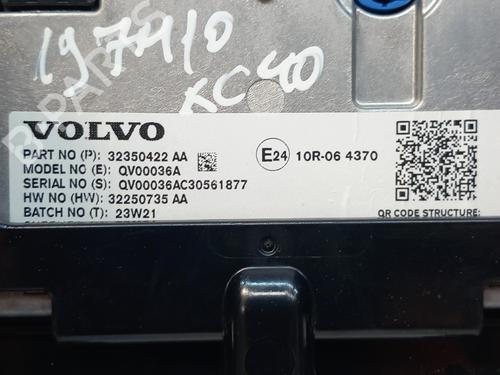 197410
XC40
VOLVO
PART NO (P): 32350422 AA
MODEL NO (E): QV00036A
SERIAL NO (S): QV00036AC30561877
HW NO (HW): 32250735 AA
BATCH NO (T): 23W21
E24 10R-06 4370
QR CODE STRUCTURE: